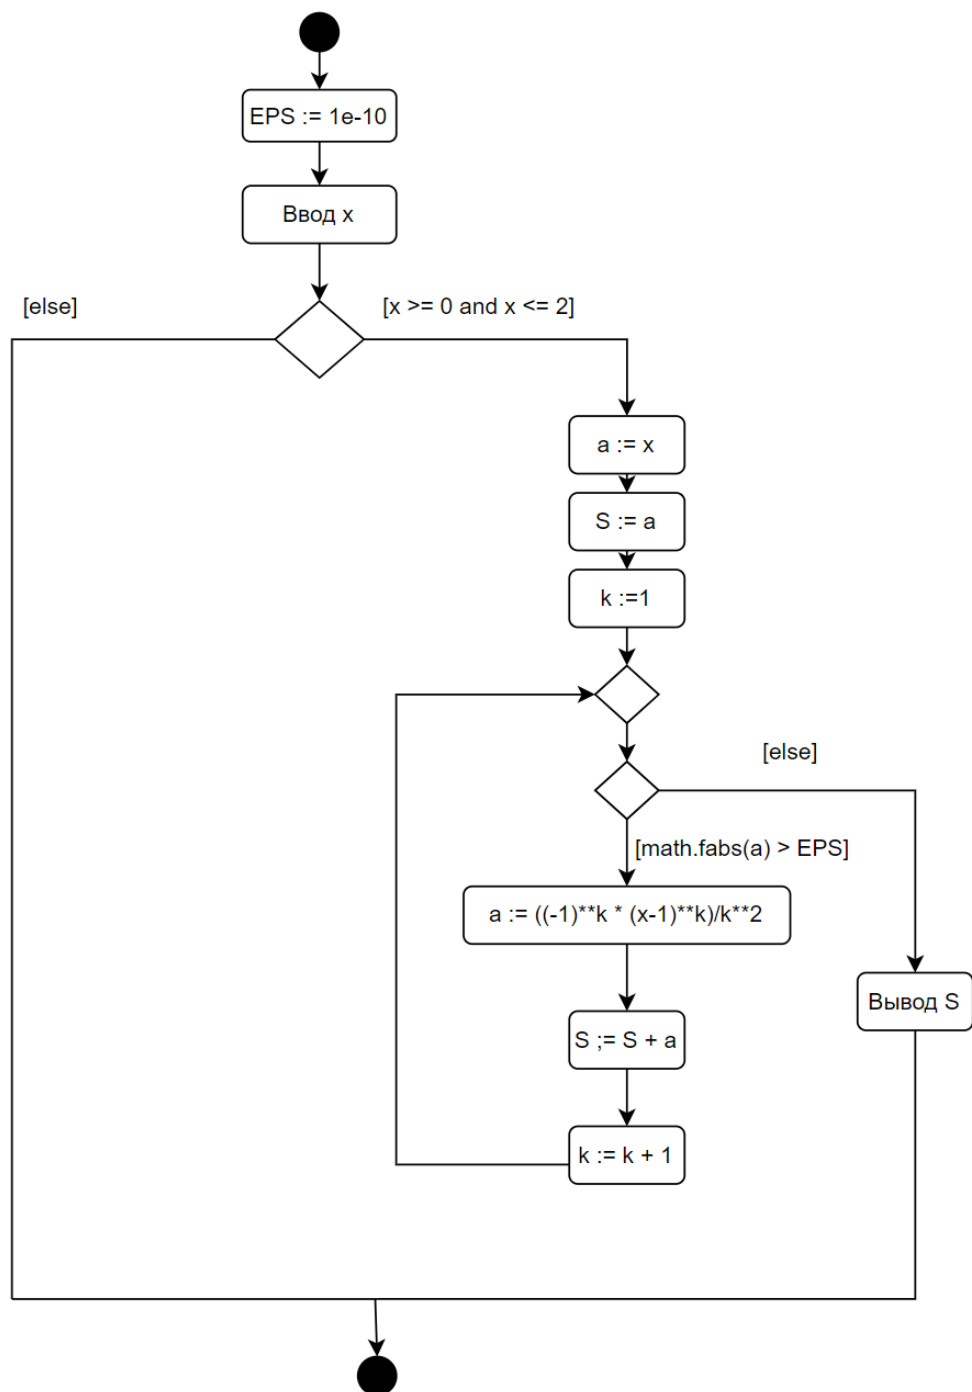 EPS := 1e-10
Ввод x
[else]
[x >= 0 and x <= 2]
a := x
S := a
k :=1
[else]
[math.fabs(a) > EPS]
a := ((-1)**k * (x-1)**k)/k**2
Вывод S
S ;= S + a
k := k + 1